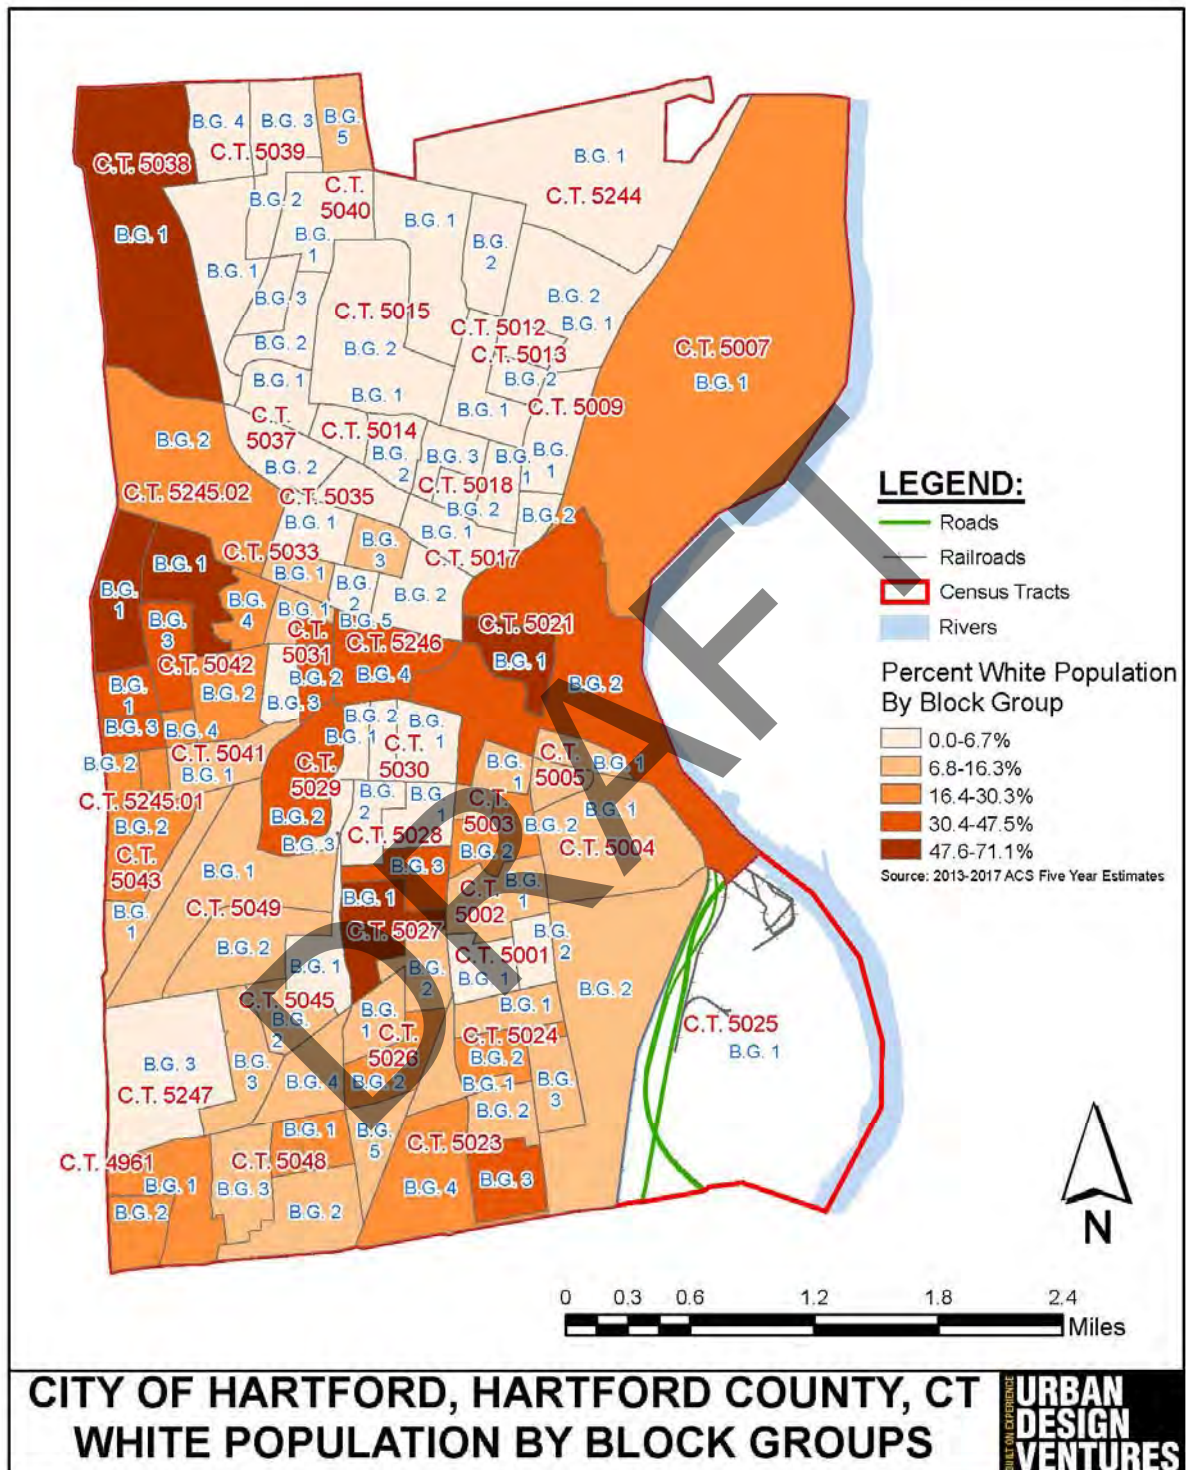 B.G. 4
B.G. 3
B.G.
5
C.T. 5038
C.T. 5039
B.G. 1
C.T. 5244
B.G. 2
C.T.
5040
B.G. 1
B.G. 1
B.G.
1
B.G.
2
B.G. 1
B.G. 3
C.T. 5015
B.G. 2
B.G. 1
C.T. 5012
C.T. 5013
C.T. 5007
B.G. 1
B.G. 2
B.G. 2
B.G. 1
B.G. 2
B.G. 1
B.G. 1
C.T. 5009
C.T.
5037
C.T. 5014
B.G. 2
B.G.
2
B.G. 3
B.G.
1
B.G.
1
B.G. 2
C.T. 5245.02
C.T. 5035
C.T. 5018
B.G. 2
B.G. 2
B.G. 1
B.G.
3
B.G. 1
C.T. 5017
C.T. 5033
B.G. 1
B.G. 1
B.G.
1
B.G.
2
B.G. 2
B.G.
3
B.G.
4
B.G. 1
B.G. 5
C.T.
5031
C.T. 5246
C.T. 5021
B.G. 1
B.G. 2
C.T. 5042
B.G. 2
B.G. 4
B.G.
1
B.G. 2
B.G. 3
B.G. 3
B.G. 4
B.G. 2
B.G. 1
B.G.
1
C.T. 5041
B.G. 2
B.G. 1
C.T.
5030
C.T.
5029
B.G.
1
C.T.
5005
B.G. 1
C.T. 5245.01
B.G. 2
B.G.
2
B.G.
1
C.T.
5003
B.G. 1
B.G. 2
B.G. 2
C.T.
5043
B.G. 3
C.T. 5028
B.G. 2
C.T. 5004
B.G. 1
B.G. 3
B.G. 1
C.T.
5002
B.G.
1
B.G.
1
C.T. 5049
C.T. 5027
B.G. 2
B.G.
2
C.T. 5001
B.G. 1
B.G.
2
B.G. 1
B.G. 2
C.T. 5045
B.G.
2
B.G.
1
B.G. 1
C.T.
5026
C.T. 5024
B.G. 2
C.T. 5025
B.G. 1
B.G. 3
C.T. 5247
B.G.
3
B.G. 4
B.G. 2
B.G. 1
B.G.
3
B.G. 2
B.G. 1
B.G.
5
C.T. 5023
C.T. 4961
C.T. 5048
B.G. 1
B.G. 3
B.G. 4
B.G. 3
B.G. 2
B.G. 2
DRAFT
LEGEND:
Roads
Railroads
Census Tracts
Rivers
Percent White Population
By Block Group
0.0-6.7%
6.8-16.3%
16.4-30.3%
30.4-47.5%
47.6-71.1%
Source: 2013-2017 ACS Five Year Estimates
N
0 0.3 0.6 1.2 1.8 2.4
Miles
CITY OF HARTFORD, HARTFORD COUNTY, CT
WHITE POPULATION BY BLOCK GROUPS
BUILT ON EXPERIENCE
URBAN
DESIGN
VENTURES